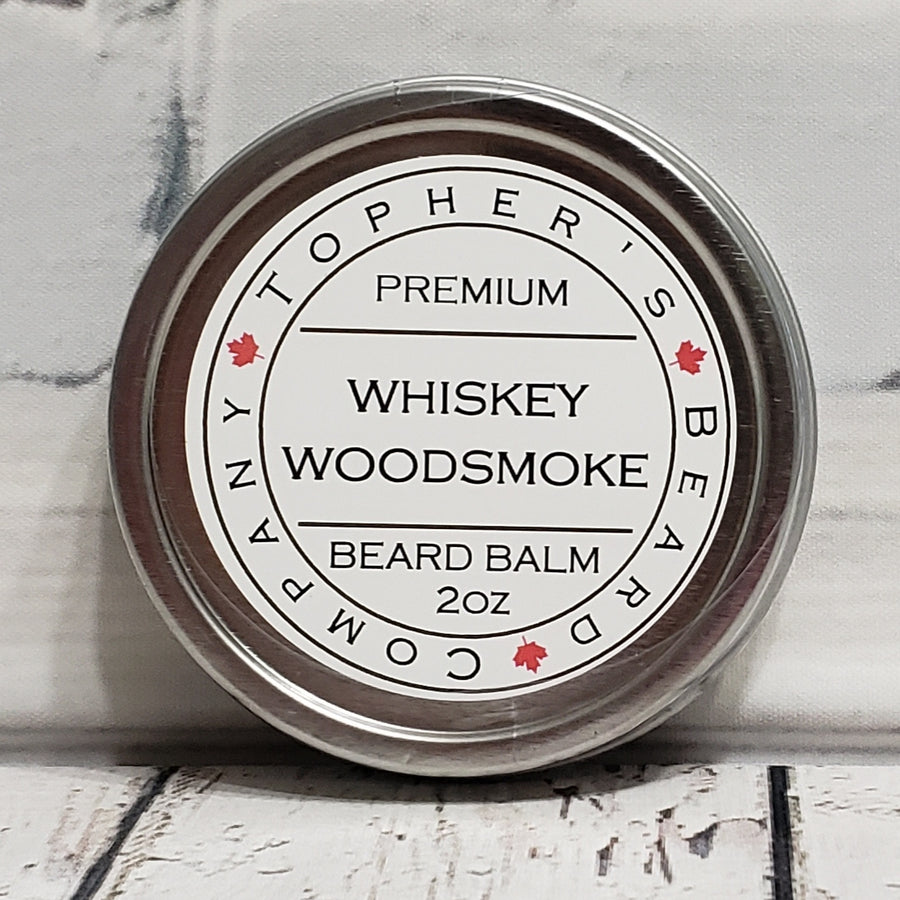 TOPHER'S BEARD COMPANY
PREMIUM
WHISKEY
WOODSMOKE
BEARD BALM
2OZ